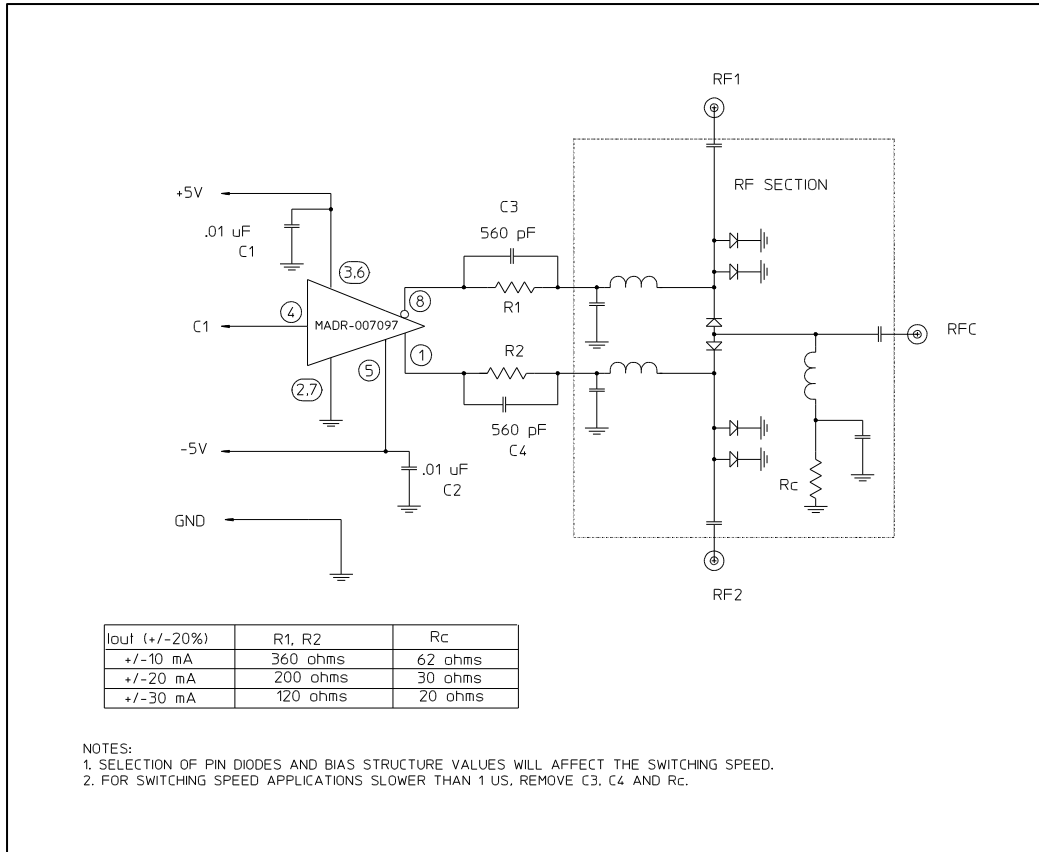 RF1
RF SECTION
+5V
.01 uF
C1
C3
560 pF
3,6
8
R1
4
C1
MADR-007097
RFC
1
R2
5
2,7
560 pF
C4
-5V
.01 uF
C2
Rc
GND
RF2
Iout (+/-20%) R1, R2 Rc
+/-10 mA 360 ohms 62 ohms
+/-20 mA 200 ohms 30 ohms
+/-30 mA 120 ohms 20 ohms
NOTES:
1. SELECTION OF PIN DIODES AND BIAS STRUCTURE VALUES WILL AFFECT THE SWITCHING SPEED.
2. FOR SWITCHING SPEED APPLICATIONS SLOWER THAN 1 US, REMOVE C3, C4 AND Rc.